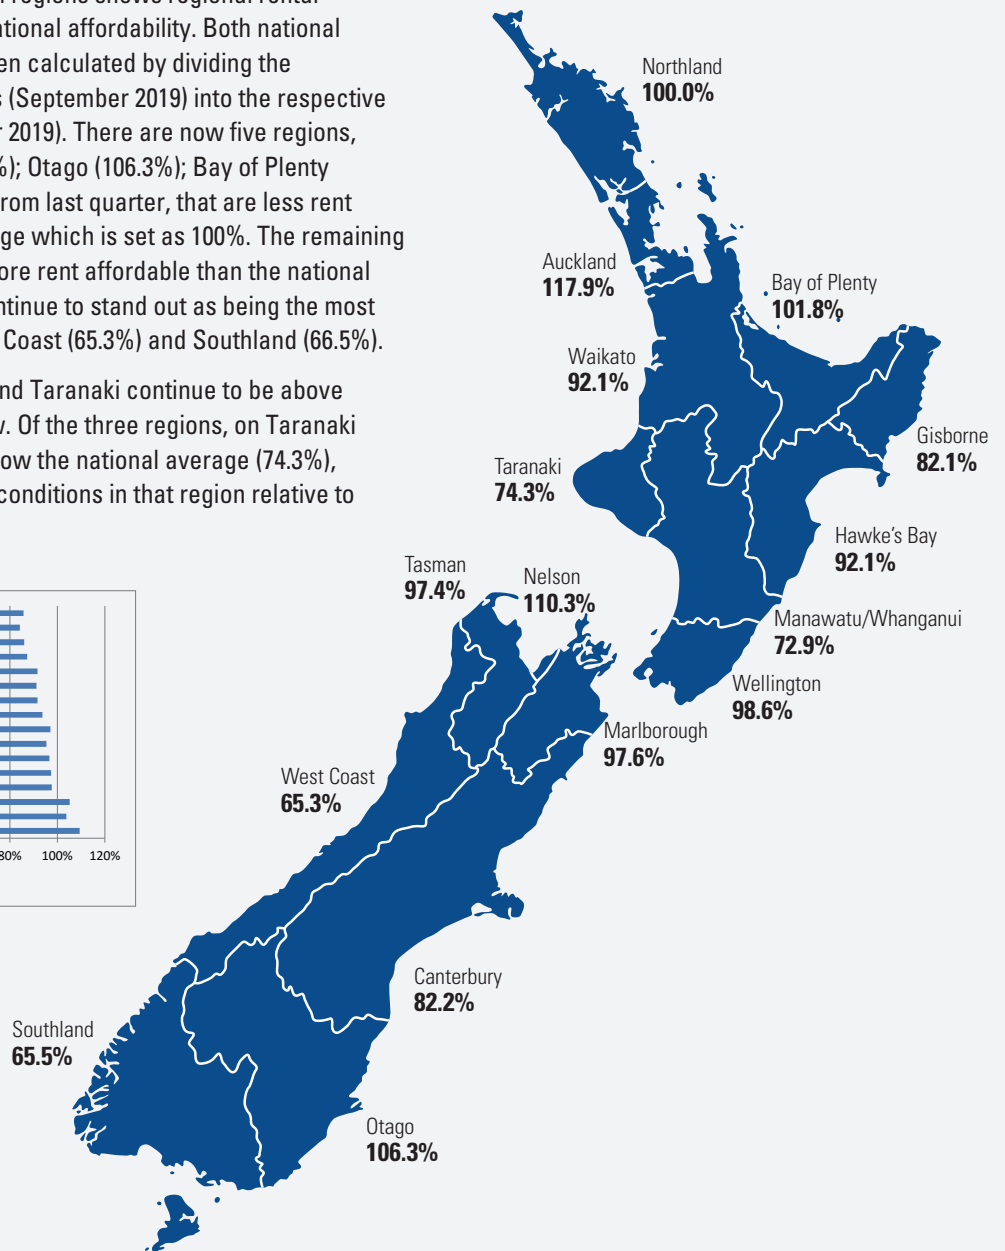 regions shows regional rental
ational affordability. Both national
en calculated by dividing the
s (September 2019) into the respective
r 2019). There are now five regions,
%); Otago (106.3%); Bay of Plenty
from last quarter, that are less rent
ge which is set as 100%. The remaining
ore rent affordable than the national
ntinue to stand out as being the most
Coast (65.3%) and Southland (66.5%).
nd Taranaki continue to be above
w. Of the three regions, on Taranaki
low the national average (74.3%),
conditions in that region relative to
80% 100% 120%
Northland
100.0%
Auckland
117.9%
Bay of Plenty
101.8%
Waikato
92.1%
Gisborne
82.1%
Taranaki
74.3%
Hawke's Bay
92.1%
Tasman
97.4%
Nelson
110.3%
Manawatu/Whanganui
72.9%
Wellington
98.6%
Marlborough
97.6%
West Coast
65.3%
Canterbury
82.2%
Southland
65.5%
Otago
106.3%